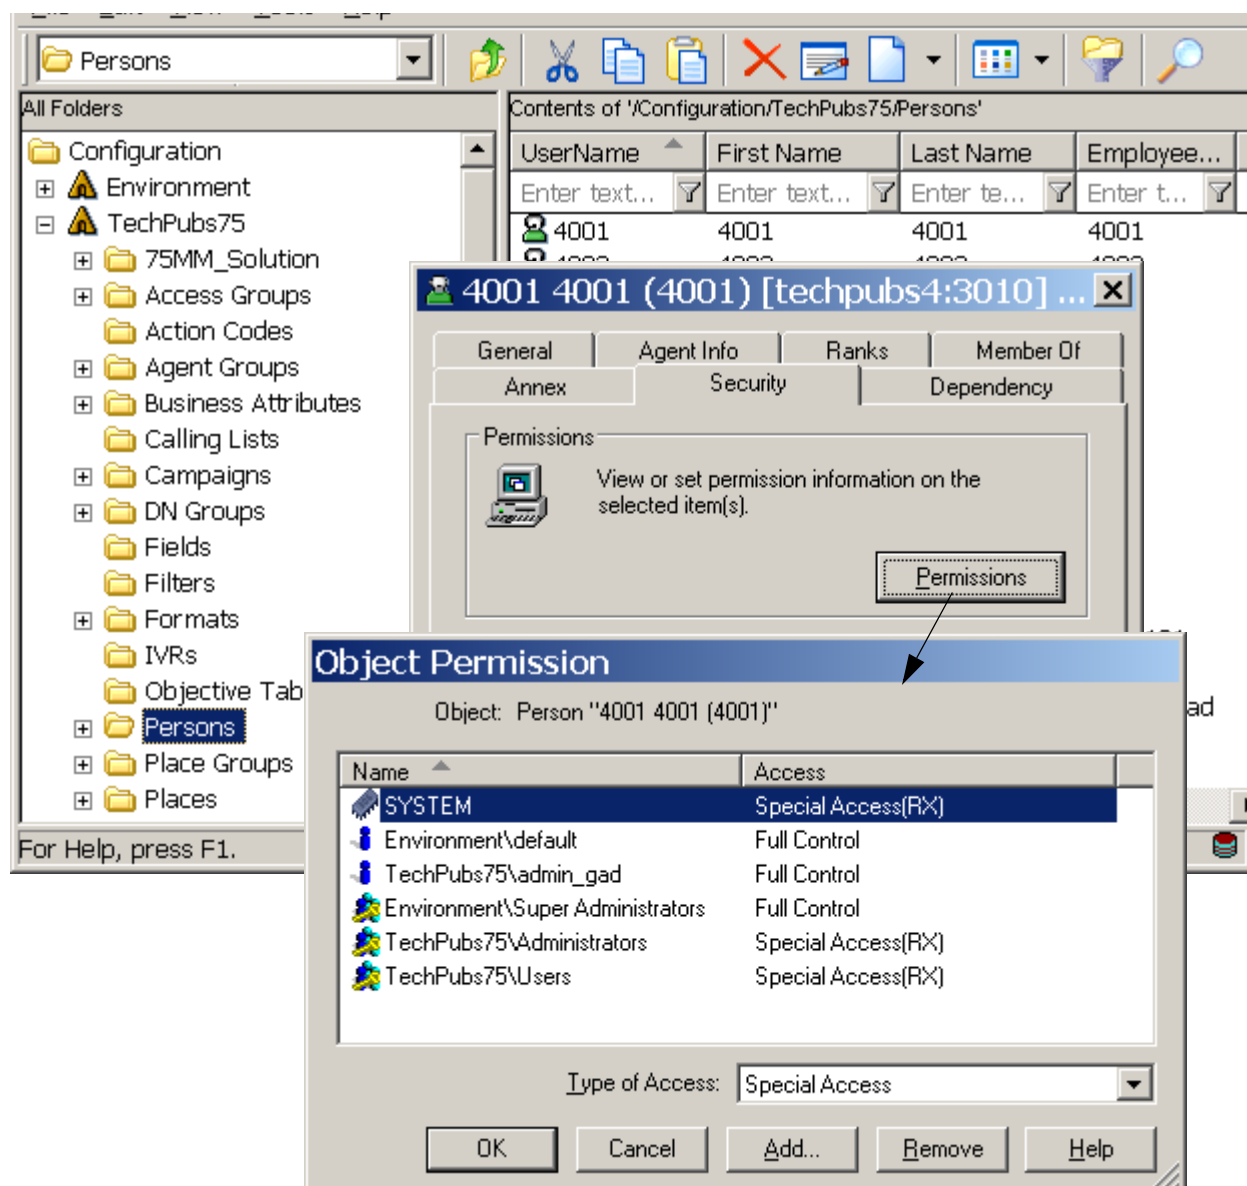 Persons
All Folders
Contents of '/Configuration/TechPubs75/Persons'
Configuration
Environment
TechPubs75
75MM_Solution
Access Groups
Action Codes
Agent Groups
Business Attributes
Calling Lists
Campaigns
DN Groups
Fields
Filters
Formats
IVRs
Objective Tab
Persons
Place Groups
Places
For Help, press F1.
UserName First Name Last Name Employee...
Enter text... Enter text... Enter te... Enter t...
4001 4001 4001 4001
4001 4001 (4001) [techpubs4:3010] ...
General Agent Info Ranks Member Of
Annex Security Dependency
Permissions
View or set permission information on the
selected item(s).
Permissions
ad
Object Permission
Object: Person "4001 4001 (4001)"
Name Access
SYSTEM Special Access(RX)
Environment\default Full Control
TechPubs75\admin_gad Full Control
Environment\Super Administrators Full Control
TechPubs75\Administrators Special Access(RX)
TechPubs75\Users Special Access(RX)
Type of Access: Special Access
OK Cancel Add... Remove Help